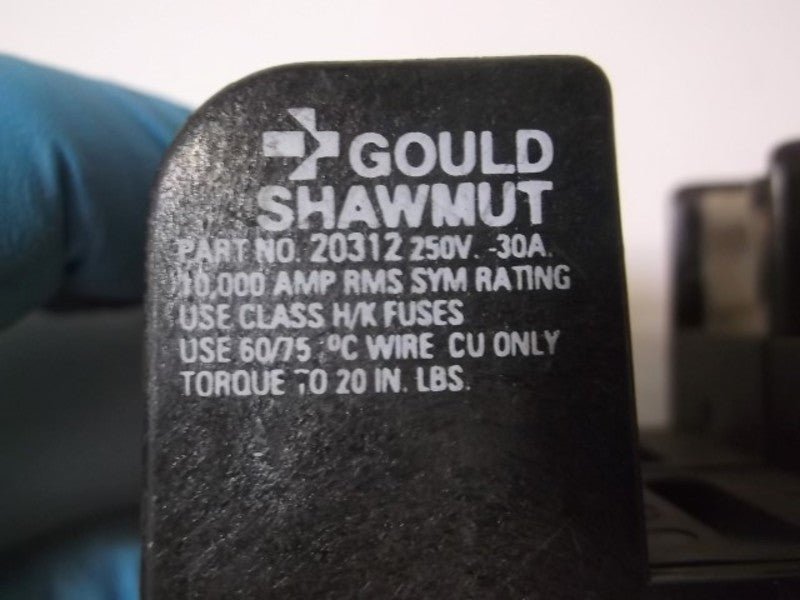 GOULD
SHAWMUT
PART NO. 20312 250V. -30A.
10,000 AMP RMS SYM RATING
USE CLASS H/K FUSES
USE 60/75 ºC WIRE CU ONLY
TORQUE TO 20 IN. LBS.